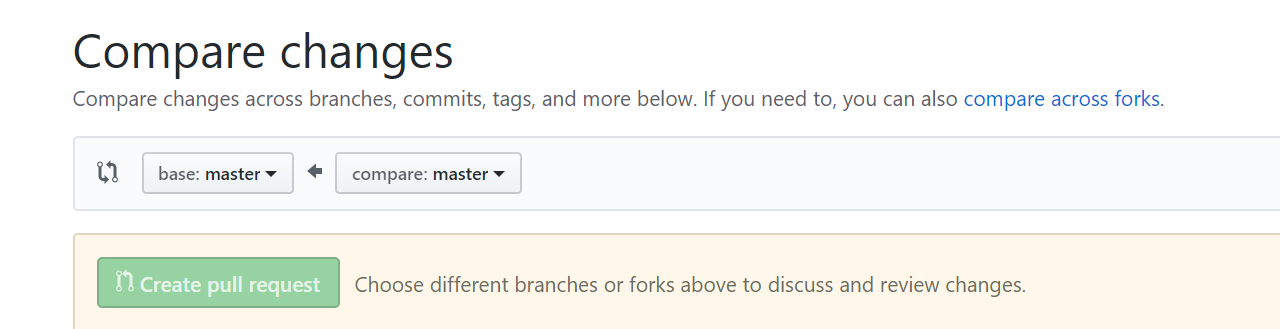 Compare changes
Compare changes across branches, commits, tags, and more below. If you need to, you can also compare across forks.
base: master compare: master
Create pull request Choose different branches or forks above to discuss and review changes.